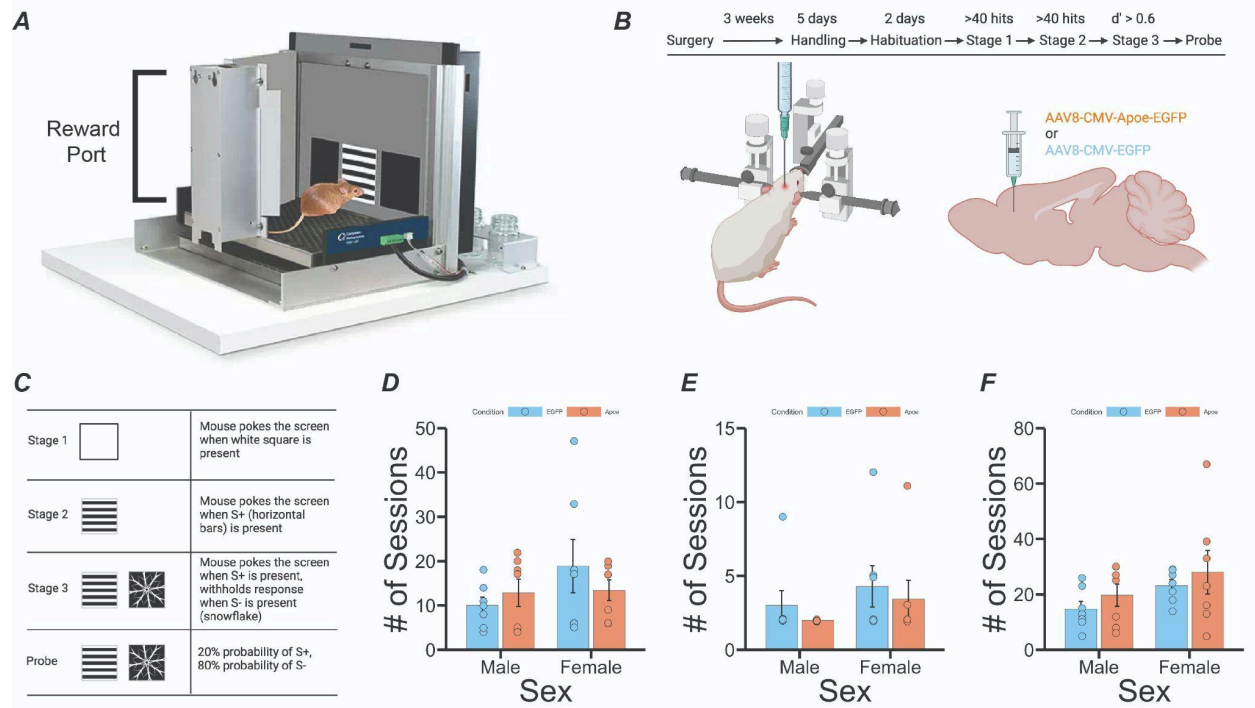 A
Reward
Port
B
3 weeks 5 days 2 days >40 hits >40 hits d' > 0.6
Surgery Handling Habituation Stage 1 Stage 2 Stage 3 Probe
AAV8-CMV-Apoe-EGFP
or
AAV8-CMV-EGFP
C
Stage 1
Mouse pokes the screen
when white square is
present
Stage 2
Mouse pokes the screen
when S+ (horizontal
bars) is present
Stage 3
Mouse pokes the screen
when S+ is present,
withholds response
when S- is present
(snowflake)
Probe
20% probability of S+,
80% probability of S-
D
Condition EGFP Apoe
# of Sessions
50
40
30
20
10
0
Male Female
Sex
E
Condition EGFP Apoe
# of Sessions
15
10
5
0
Male Female
Sex
F
Condition EGFP Apoe
# of Sessions
80
60
40
20
0
Male Female
Sex